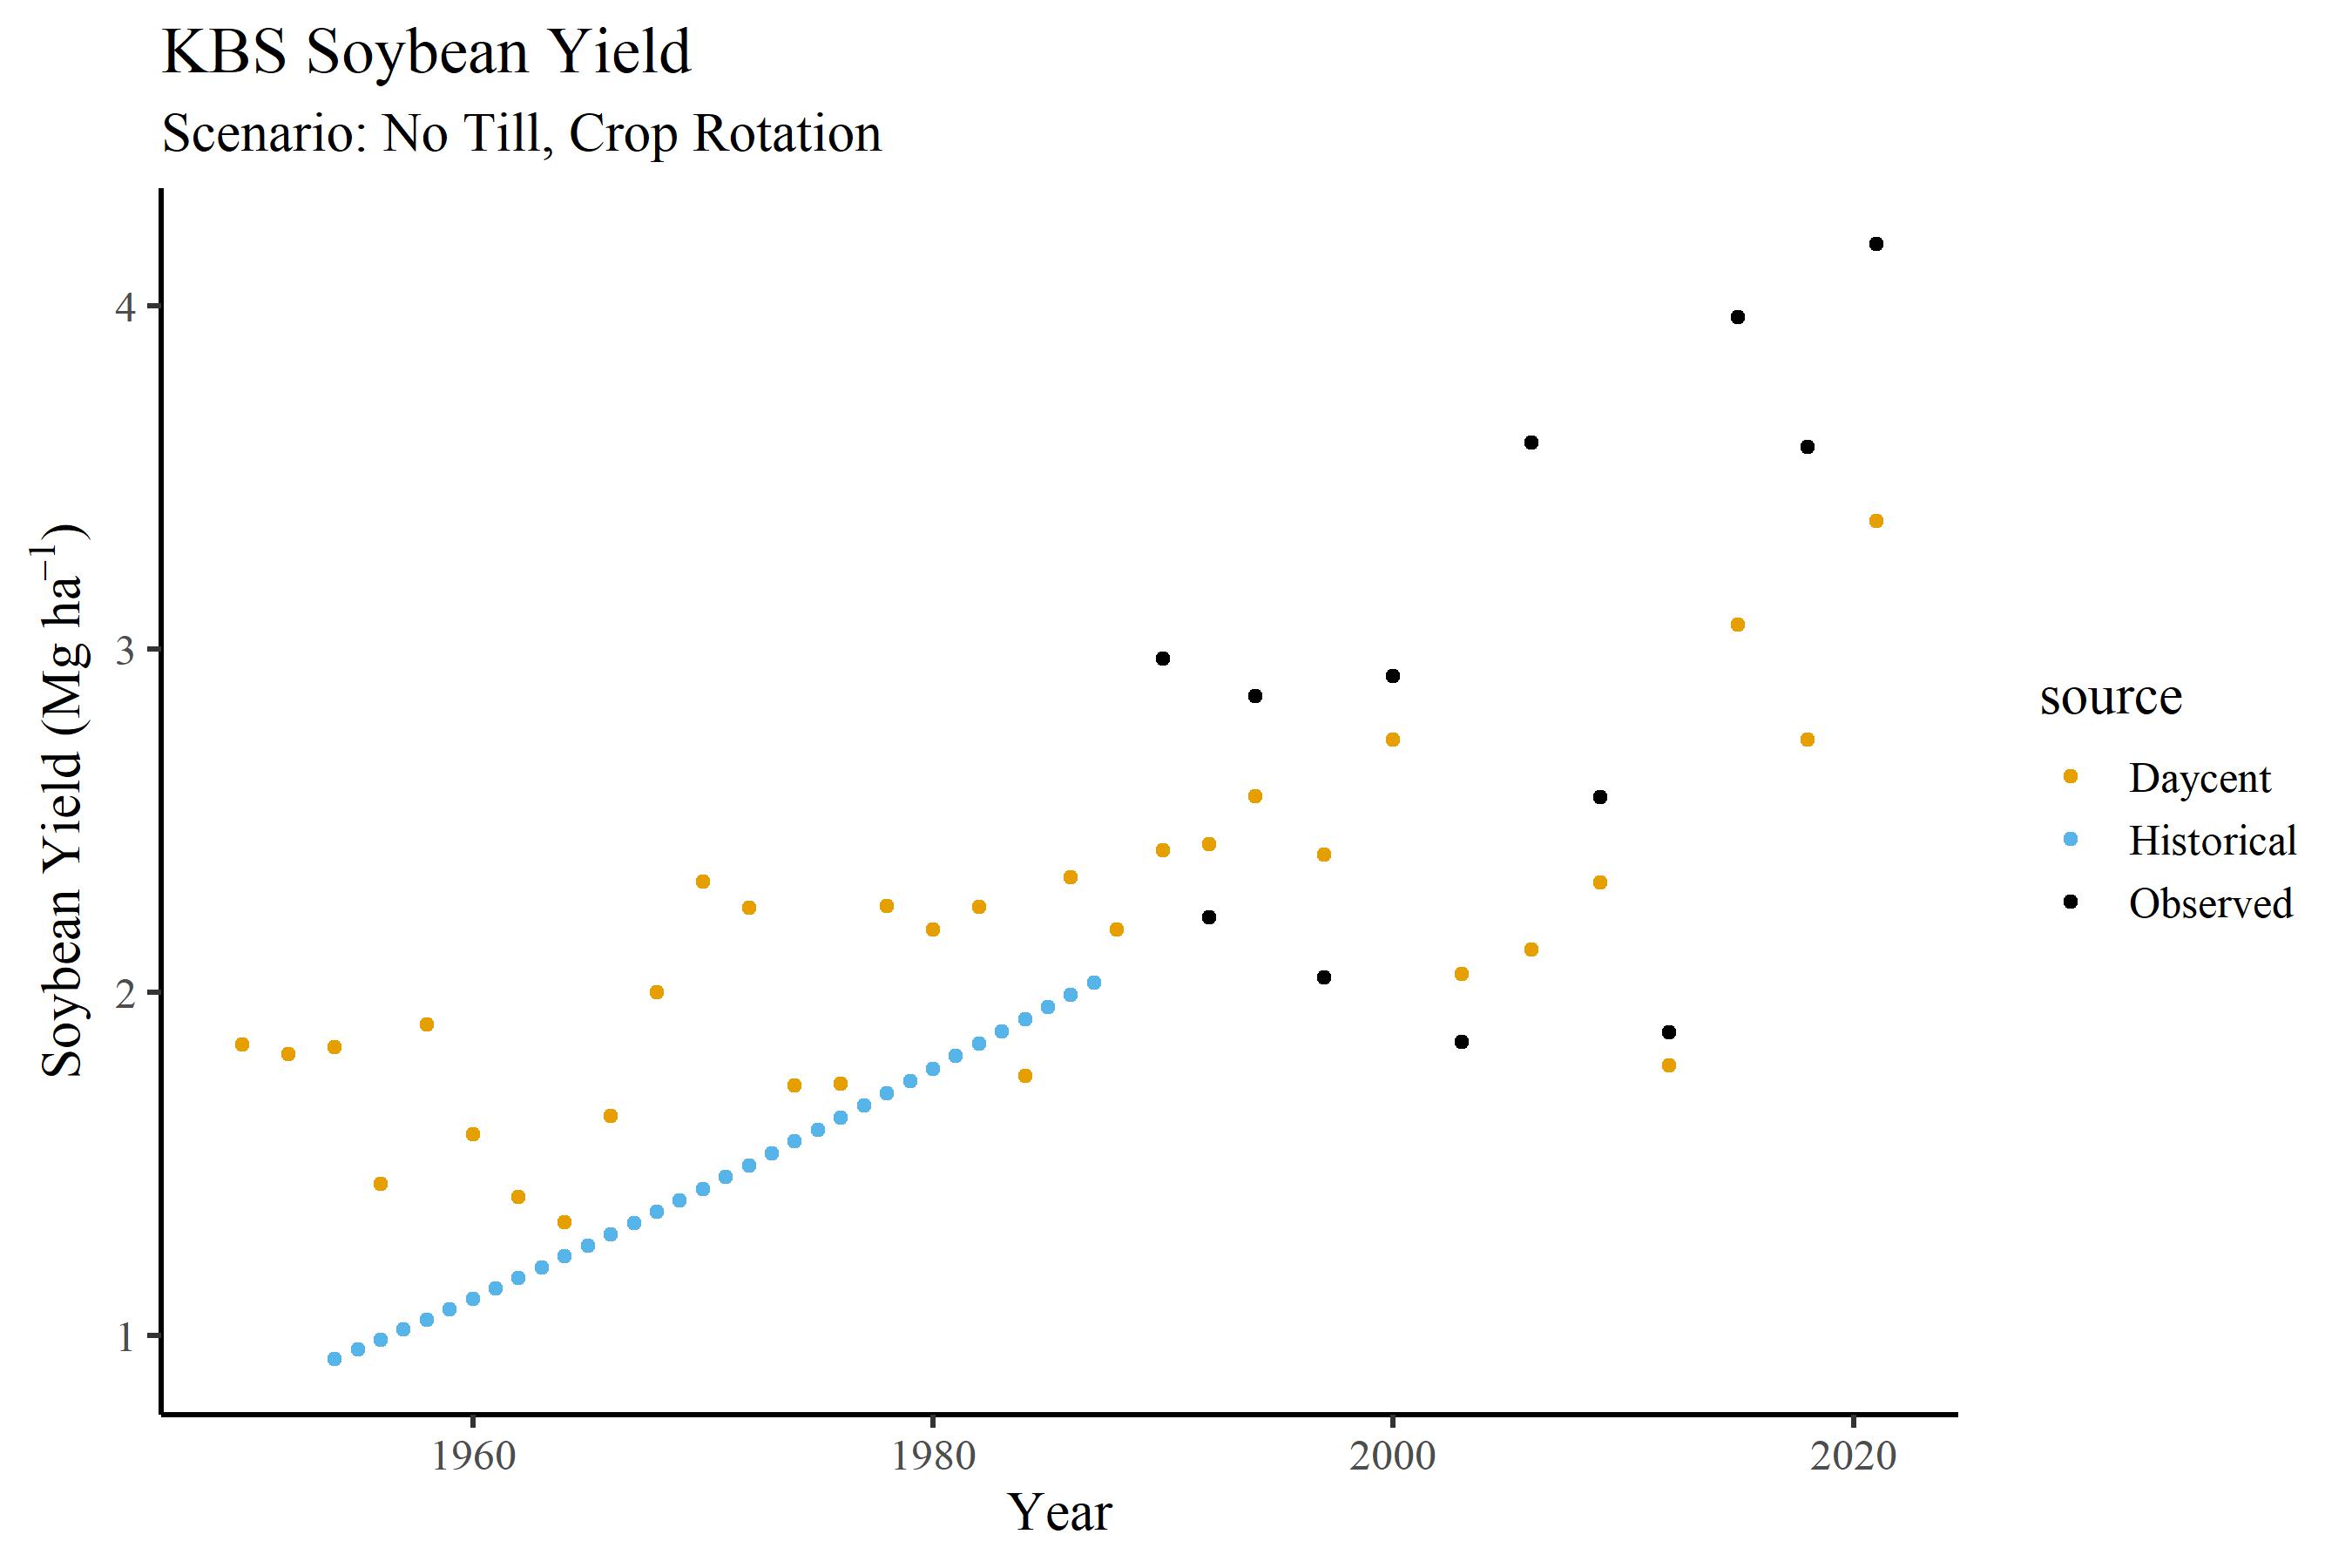 KBS Soybean Yield
Scenario: No Till, Crop Rotation
Soybean Yield (Mg ha⁻¹)
4
3
2
1
1960 1980 2000 2020
Year
source
Daycent
Historical
Observed